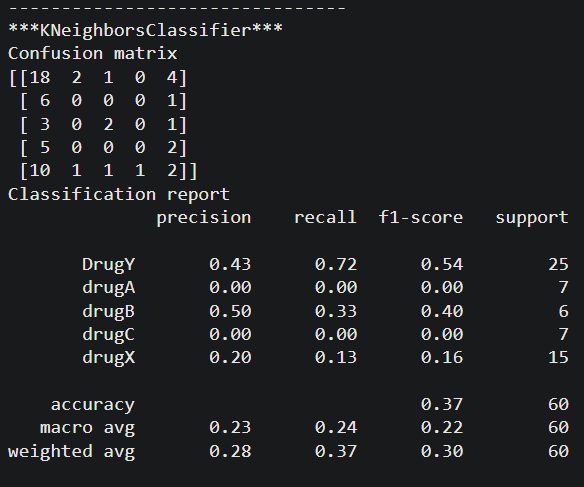 --------------------------------
***KNeighborsClassifier***
Confusion matrix
[[18  2  1  0  4]
 [ 6  0  0  0  1]
 [ 3  0  2  0  1]
 [ 5  0  0  0  2]
 [10  1  1  1  2]]
Classification report
              precision    recall  f1-score   support

       DrugY       0.43      0.72      0.54        25
       drugA       0.00      0.00      0.00         7
       drugB       0.50      0.33      0.40         6
       drugC       0.00      0.00      0.00         7
       drugX       0.20      0.13      0.16        15

    accuracy                           0.37        60
   macro avg       0.23      0.24      0.22        60
weighted avg       0.28      0.37      0.30        60